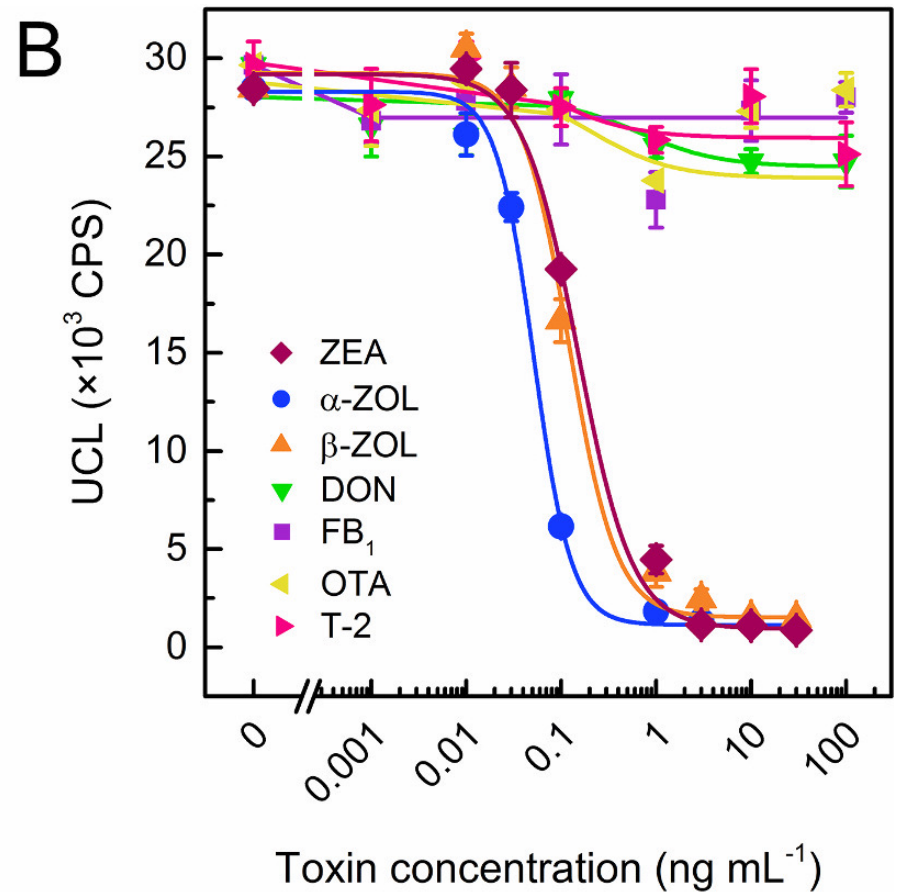 B
UCL (×10³ CPS)
30
25
20
15
10
5
0
ZEA
α-ZOL
β-ZOL
DON
FB₁
OTA
T-2
0 0.001 0.01 0.1 1 10 100
Toxin concentration (ng mL⁻¹)